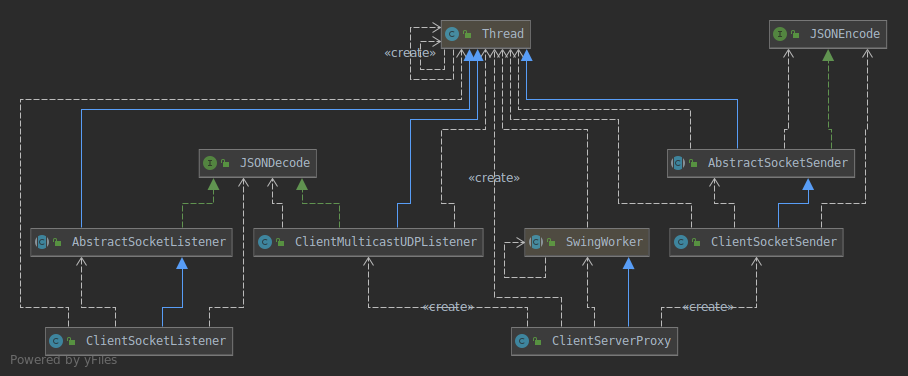 Thread
JSONEncode
«create»
JSONDecode
AbstractSocketSender
«create»
AbstractSocketListener
ClientMulticastUDPListener
SwingWorker
ClientSocketSender
«create»
«create»
ClientSocketListener
ClientServerProxy
Powered by yFiles